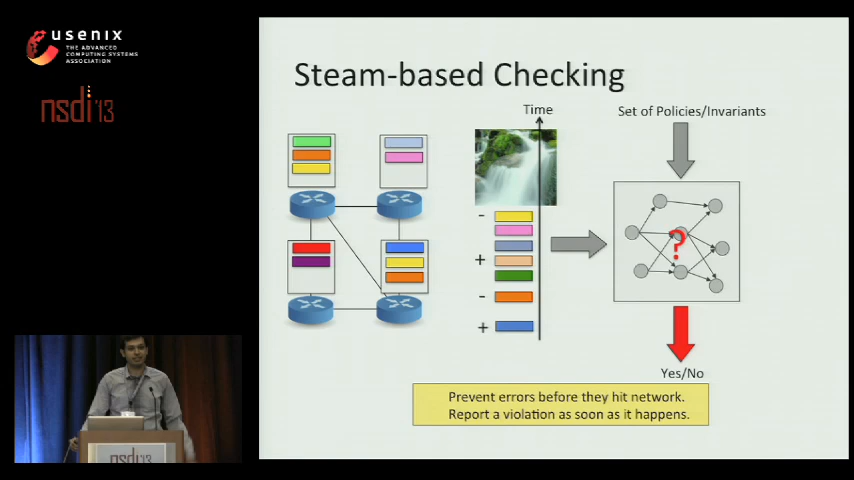 usenix
THE ADVANCED
COMPUTING SYSTEMS
ASSOCIATION
nsdi '13
Steam-based Checking
Time
Set of Policies/Invariants
-
+
-
+
?
Yes/No
Prevent errors before they hit network.
Report a violation as soon as it happens.
nsdi '13